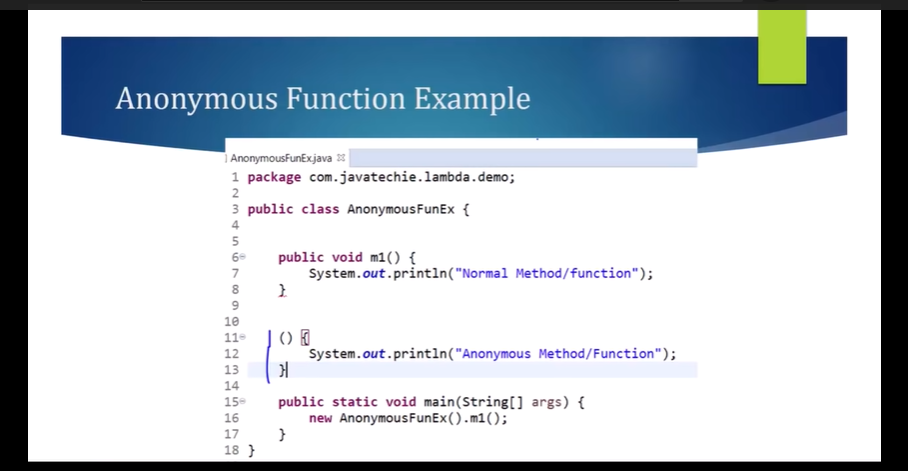 Anonymous Function Example
AnonymousFunEx.java
1 package com.javatechie.lambda.demo;
2
3 public class AnonymousFunEx {
4
5
6 public void m1() {
7 System.out.println("Normal Method/function");
8 }
9
10
11 () {
12 System.out.println("Anonymous Method/Function");
13 }
14
15 public static void main(String[] args) {
16 new AnonymousFunEx().m1();
17 }
18 }